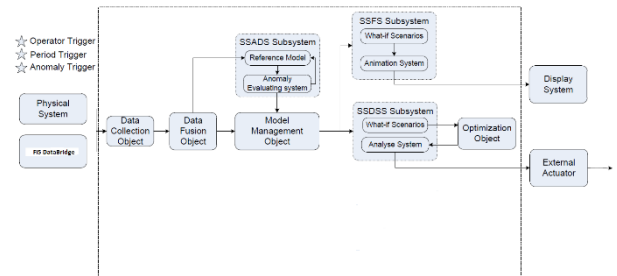 Operator Trigger
Period Trigger
Anomaly Trigger
Physical
System
FIS DataBridge
Data
Collection
Object
Data
Fusion
Object
SSADS Subsystem
Reference Model
Anomaly
Evaluating system
Model
Management
Object
SSFS Subsystem
What-if Scenarios
Animation System
SSDSS Subsystem
What-if Scenarios
Analyse System
Optimization
Object
Display
System
External
Actuator